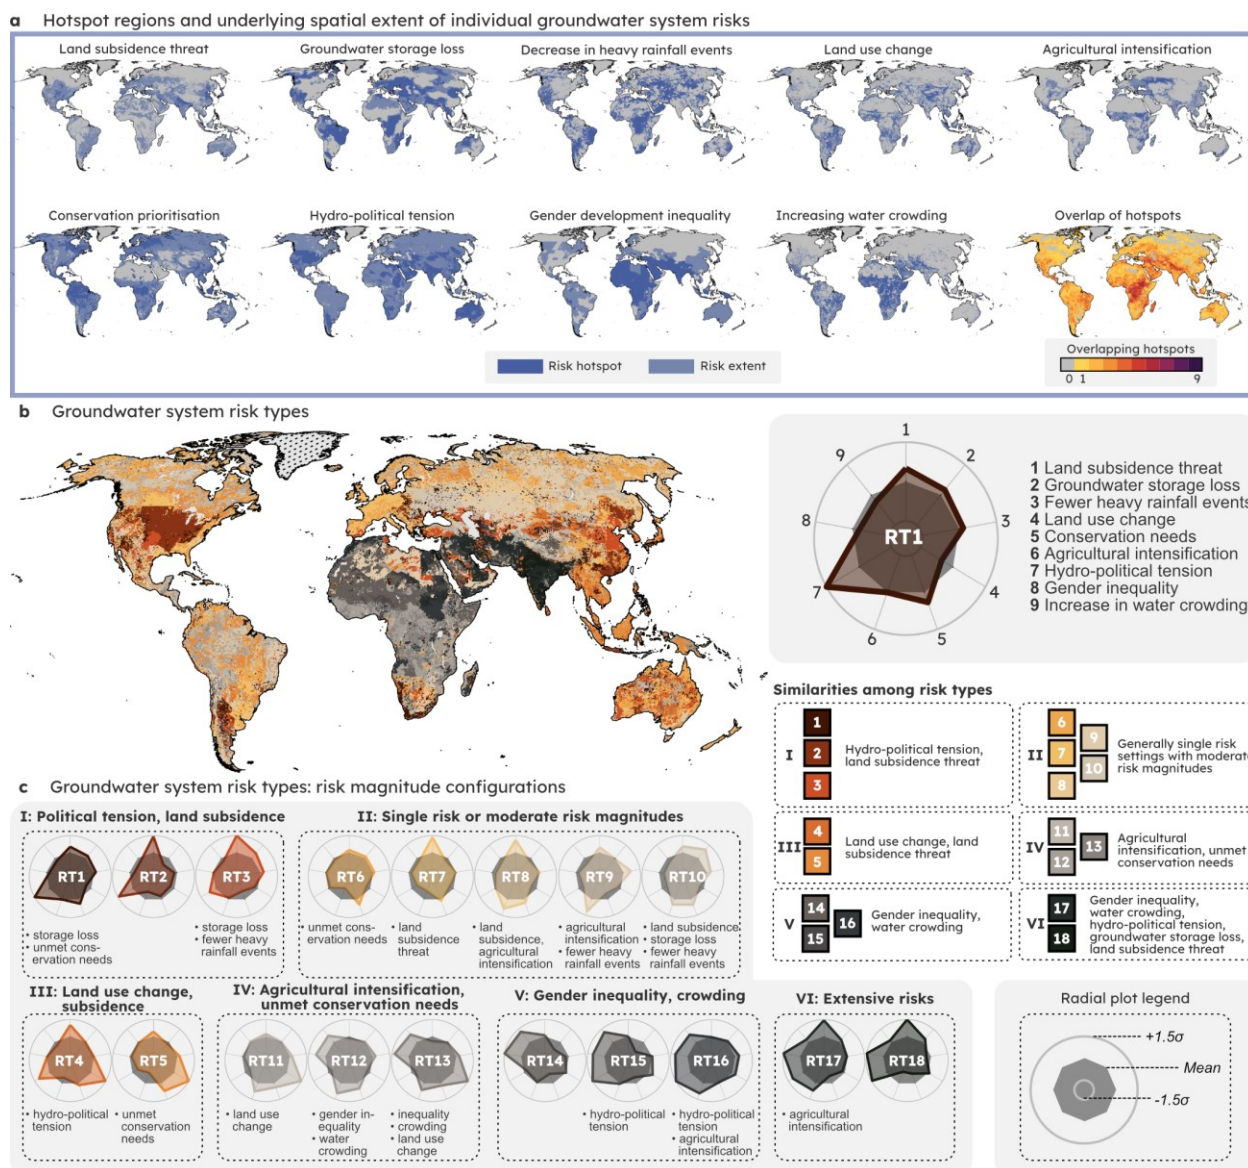 a Hotspot regions and underlying spatial extent of individual groundwater system risks
Land subsidence threat
Groundwater storage loss
Decrease in heavy rainfall events
Land use change
Agricultural intensification
Conservation prioritisation
Hydro-political tension
Gender development inequality
Increasing water crowding
Overlap of hotspots
Risk hotspot
Risk extent
Overlapping hotspots
0 1 9
b Groundwater system risk types
1
2
3
4
5
6
7
8
9
RT1
1 Land subsidence threat
2 Groundwater storage loss
3 Fewer heavy rainfall events
4 Land use change
5 Conservation needs
6 Agricultural intensification
7 Hydro-political tension
8 Gender inequality
9 Increase in water crowding
Similarities among risk types
I
1
2
3
Hydro-political tension,
land subsidence threat
II
6
7
8
9
10
Generally single risk
settings with moderate
risk magnitudes
III
4
5
Land use change, land
subsidence threat
IV
11
12
13
Agricultural
intensification, unmet
conservation needs
V
14
15
16
Gender inequality,
water crowding
VI
17
18
Gender inequality,
water crowding,
hydro-political tension,
groundwater storage loss,
land subsidence threat
c Groundwater system risk types: risk magnitude configurations
I: Political tension, land subsidence
RT1
RT2
RT3
• storage loss
• unmet cons-
ervation needs
• storage loss
• fewer heavy
rainfall events
II: Single risk or moderate risk magnitudes
RT6
RT7
RT8
RT9
RT10
• unmet cons-
ervation needs
• land
subsidence
threat
• land
subsidence,
agricultural
intensification
• agricultural
intensification
• fewer heavy
rainfall events
• land subsidence
• storage loss
• fewer heavy
rainfall events
III: Land use change,
subsidence
RT4
RT5
• hydro-political
tension
• unmet
conservation
needs
IV: Agricultural intensification,
unmet conservation needs
RT11
RT12
RT13
• land use
change
• gender in-
equality
• water
crowding
• inequality
• crowding
• land use
change
V: Gender inequality, crowding
RT14
RT15
RT16
• hydro-political
tension
• hydro-political
tension
• agricultural
intensification
VI: Extensive risks
RT17
RT18
• agricultural
intensification
Radial plot legend
+1.5σ
Mean
-1.5σ